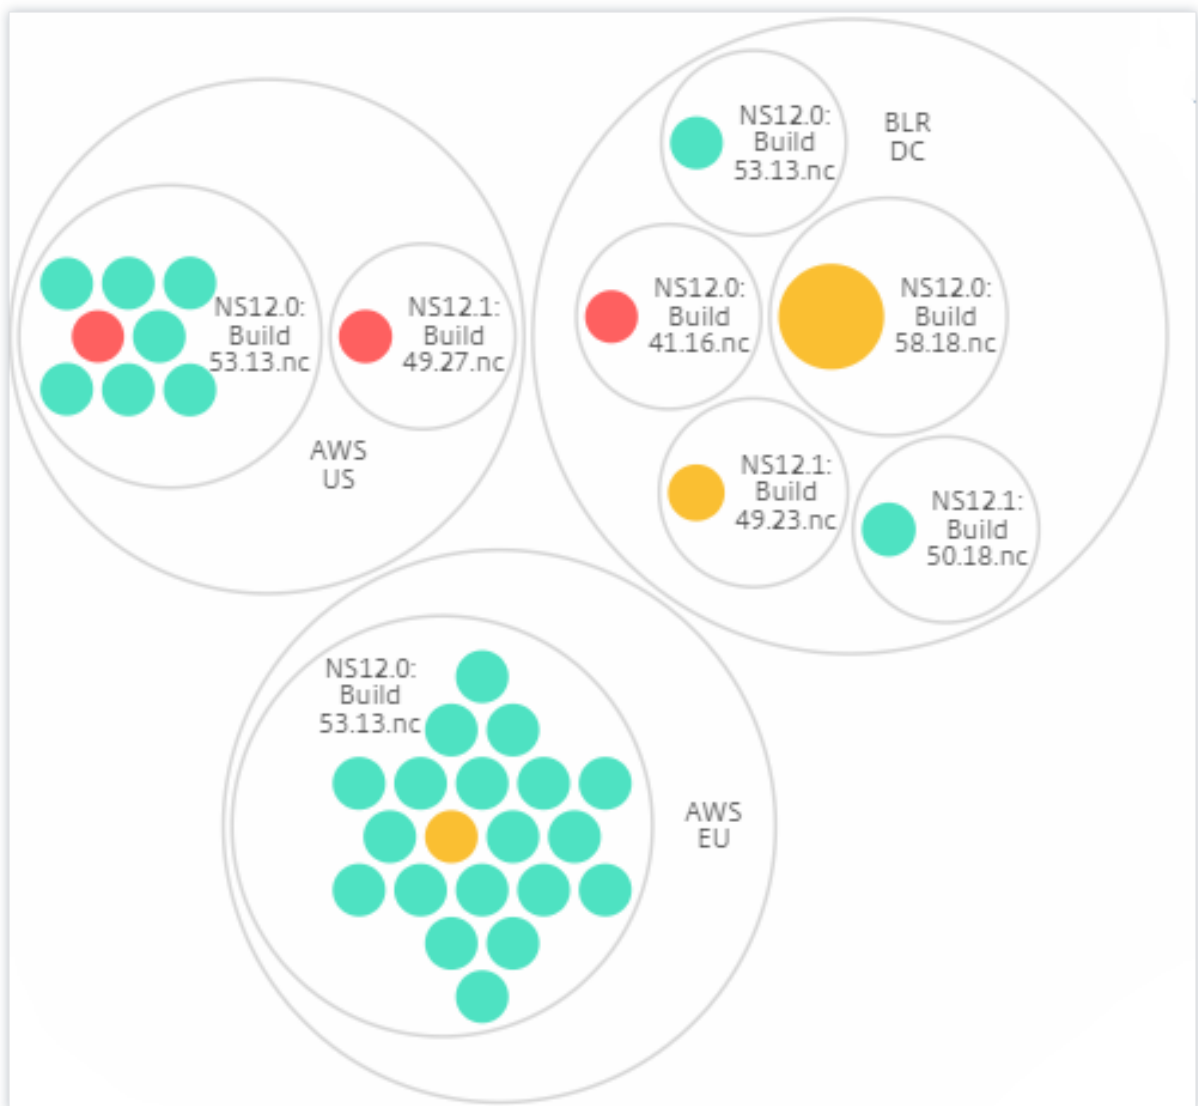 NS12.0:
Build
53.13.nc
BLR
DC
NS12.0:
Build
53.13.nc
NS12.1:
Build
49.27.nc
AWS
US
NS12.0:
Build
41.16.nc
NS12.0:
Build
58.18.nc
NS12.1:
Build
49.23.nc
NS12.1:
Build
50.18.nc
NS12.0:
Build
53.13.nc
AWS
EU